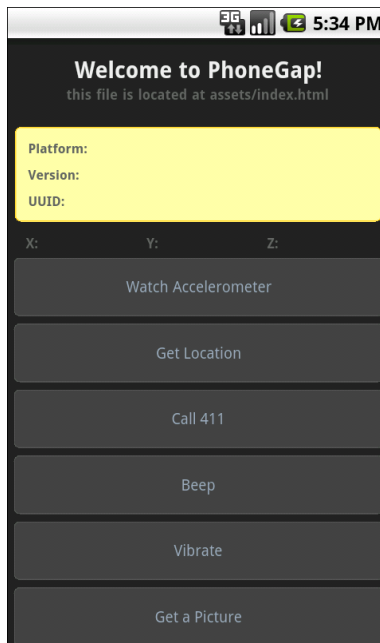 3G 5:34 PM
Welcome to PhoneGap!
this file is located at assets/index.html
Platform:
Version:
UUID:
X: Y: Z:
Watch Accelerometer
Get Location
Call 411
Beep
Vibrate
Get a Picture